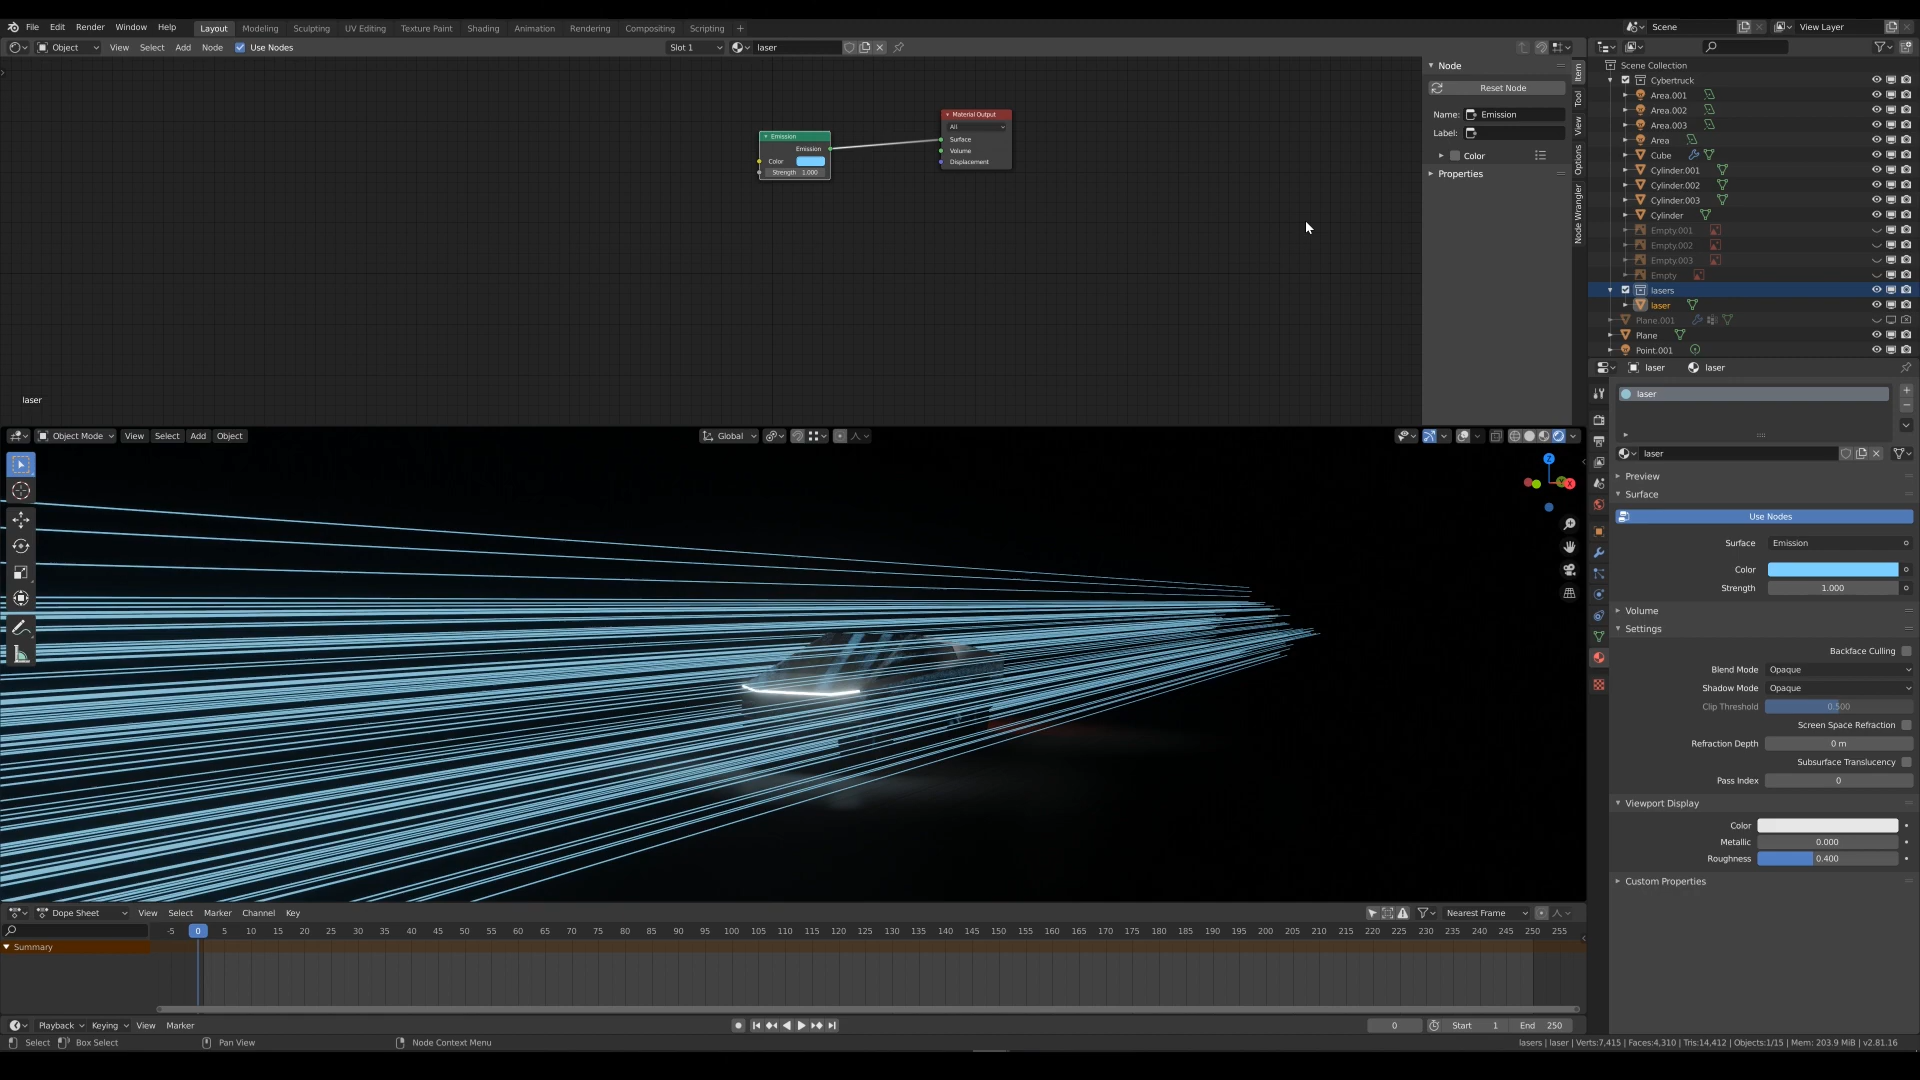 File Edit Render Window Help Layout Modeling Sculpting UV Editing Texture Paint Shading Animation Rendering Compositing Scripting + Scene View Layer
Object View Select Add Node Use Nodes Slot 1 laser
Node
Reset Node
Name: Emission
Label:
Color
Properties
Item
Tool
View
Options
Node Wrangler
Emission
Emission
Color
Strength 1.000
Material Output
All
Surface
Volume
Displacement
laser
Scene Collection
Cybertruck
Area.001
Area.002
Area.003
Area
Cube
Cylinder.001
Cylinder.002
Cylinder.003
Cylinder
Empty.001
Empty.002
Empty.003
Empty
lasers
laser
Plane.001
Plane
Point.001
laser laser
laser
laser
Preview
Surface
Use Nodes
Surface Emission
Color
Strength 1.000
Volume
Settings
Backface Culling
Blend Mode Opaque
Shadow Mode Opaque
Clip Threshold 0.500
Screen Space Refraction
Refraction Depth 0 m
Subsurface Translucency
Pass Index 0
Viewport Display
Color
Metallic 0.000
Roughness 0.400
Custom Properties
Object Mode View Select Add Object Global
Z
Y
X
Dope Sheet View Select Marker Channel Key Nearest Frame
-5 0 5 10 15 20 25 30 35 40 45 50 55 60 65 70 75 80 85 90 95 100 105 110 115 120 125 130 135 140 145 150 155 160 165 170 175 180 185 190 195 200 205 210 215 220 225 230 235 240 245 250 255
Summary
Playback Keying View Marker 0 Start 1 End 250
Select Box Select Pan View Node Context Menu lasers | laser | Verts:7,415 | Faces:4,310 | Tris:14,412 | Objects:1/15 | Mem: 203.9 MiB | v2.81.16